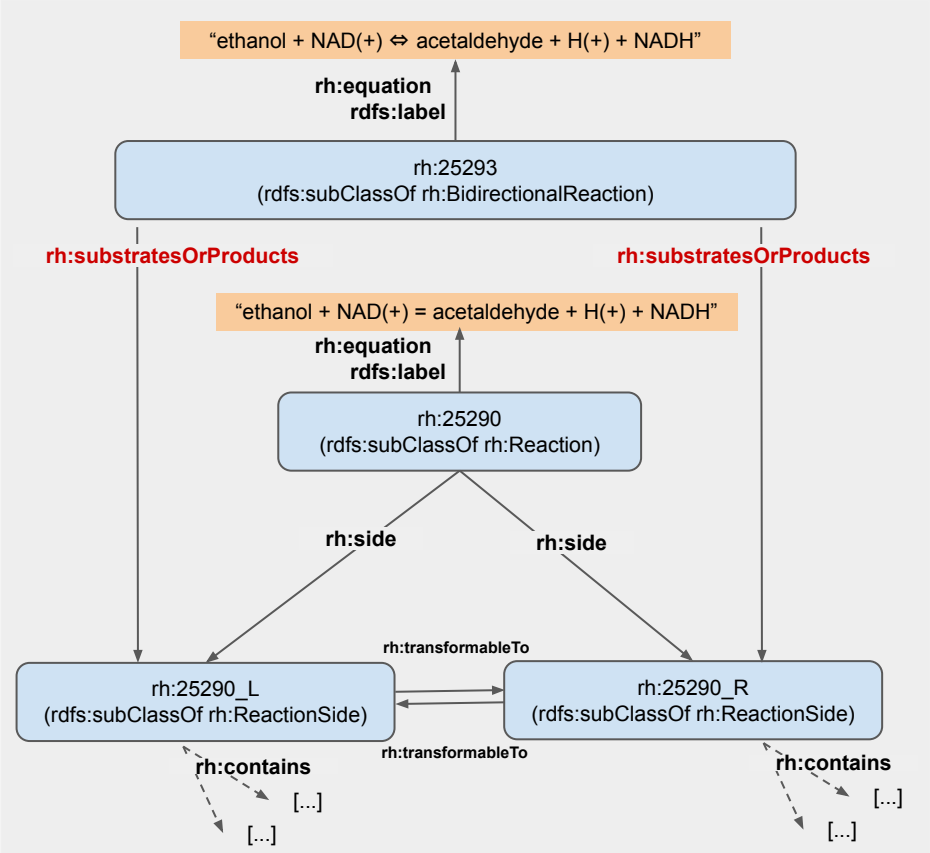 “ethanol + NAD(+) ⇔ acetaldehyde + H(+) + NADH”
rh:equation
rdfs:label
rh:25293
(rdfs:subClassOf rh:BidirectionalReaction)
rh:substratesOrProducts
rh:substratesOrProducts
“ethanol + NAD(+) = acetaldehyde + H(+) + NADH”
rh:equation
rdfs:label
rh:25290
(rdfs:subClassOf rh:Reaction)
rh:side
rh:side
rh:transformableTo
rh:25290_L
(rdfs:subClassOf rh:ReactionSide)
rh:25290_R
(rdfs:subClassOf rh:ReactionSide)
rh:transformableTo
rh:contains
[...]
[...]
rh:contains
[...]
[...]